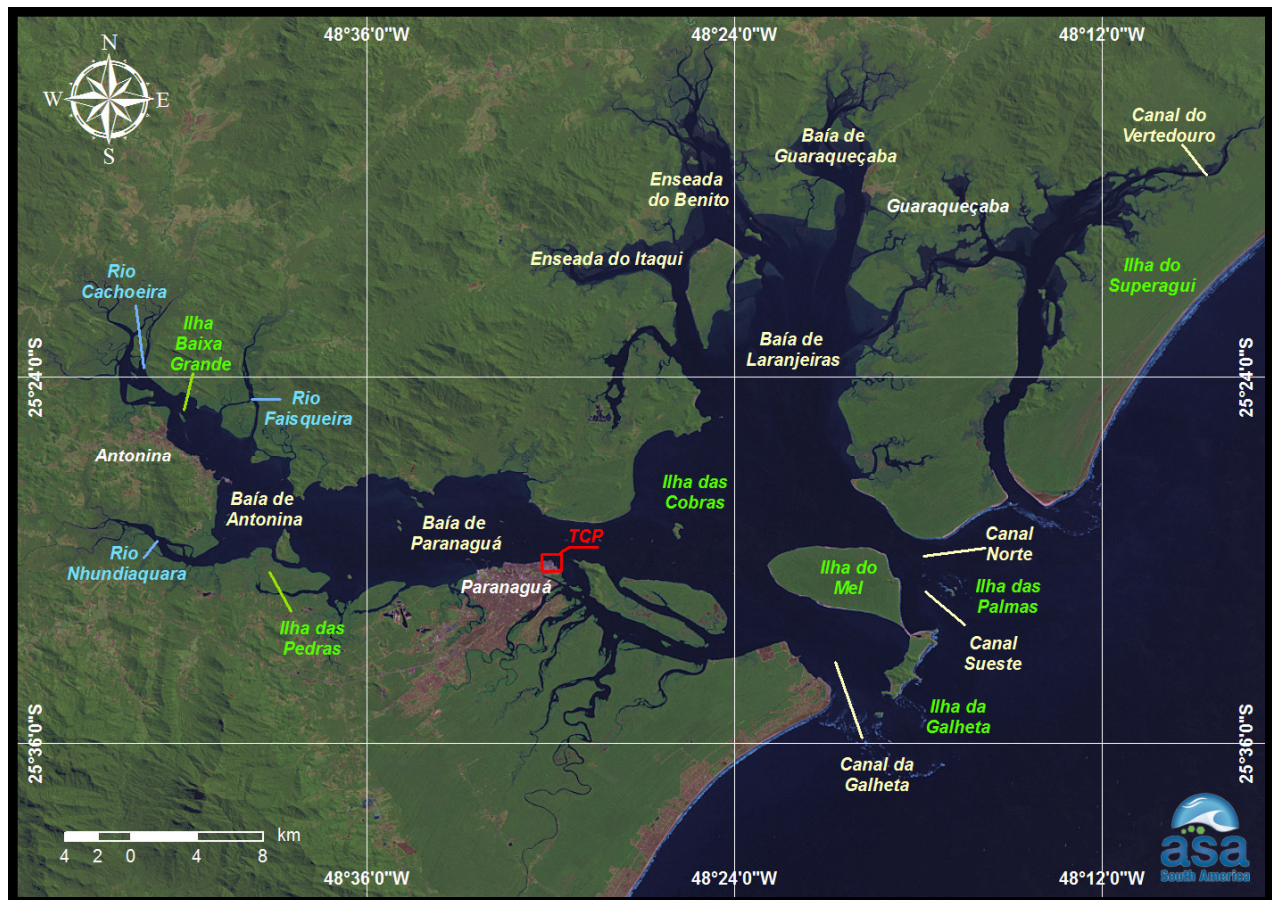 48°36'0"W
48°24'0"W
48°12'0"W
N
W
E
S
Canal do
Vertedouro
Baía de
Guaraqueçaba
Enseada
do Benito
Guaraqueçaba
Enseada do Itaqui
Ilha do
Superagui
Rio
Cachoeira
Ilha
Baixa
Grande
Baía de
Laranjeiras
25°24'0"S
25°24'0"S
Rio
Faisqueira
Antonina
Ilha das
Cobras
Baía de
Antonina
Baía de
Paranaguá
TCP
Canal
Norte
Rio
Nhundiaquara
Paranaguá
Ilha do
Mel
Ilha das
Palmas
Ilha das
Pedras
Canal
Sueste
Ilha da
Galheta
25°36'0"S
25°36'0"S
Canal da
Galheta
km
4 2 0 4 8
asa
South America
48°36'0"W
48°24'0"W
48°12'0"W